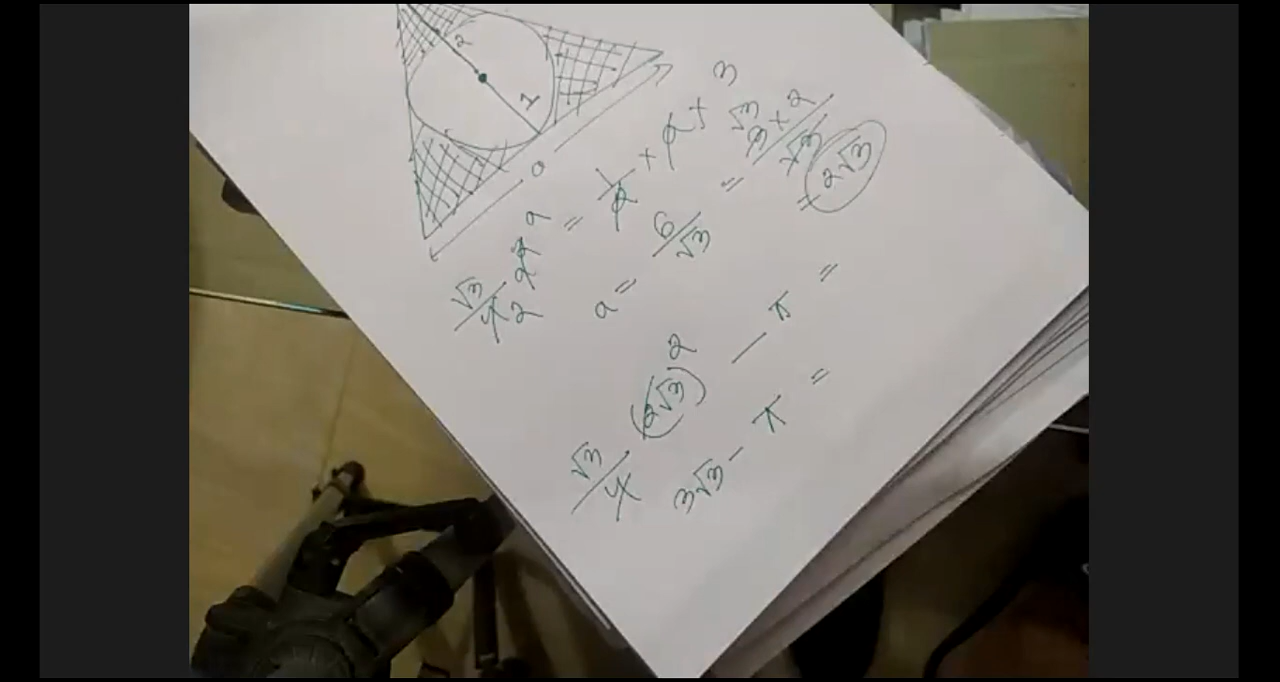 2
1
a
√3/4 a² = 1/2 × a × 3
a = 6/√3 = 3×2/√3 = 2√3
√3/4 (2√3)² − π =
3√3 − π =